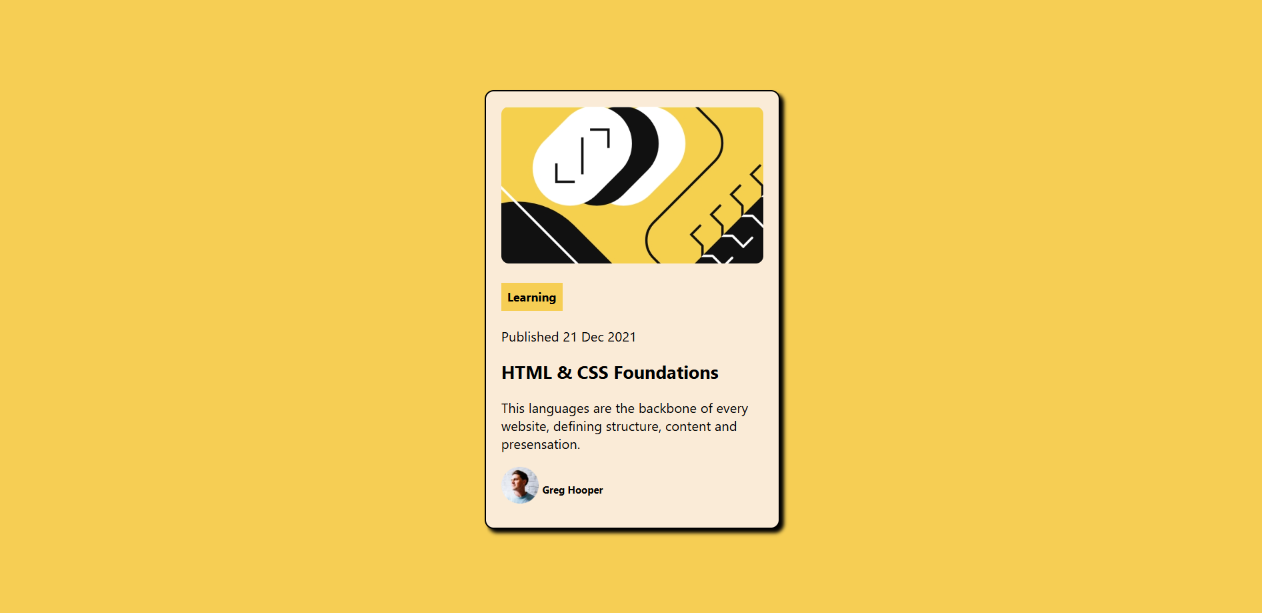 Learning
Published 21 Dec 2021
HTML & CSS Foundations
This languages are the backbone of every
website, defining structure, content and
presensation.
Greg Hooper